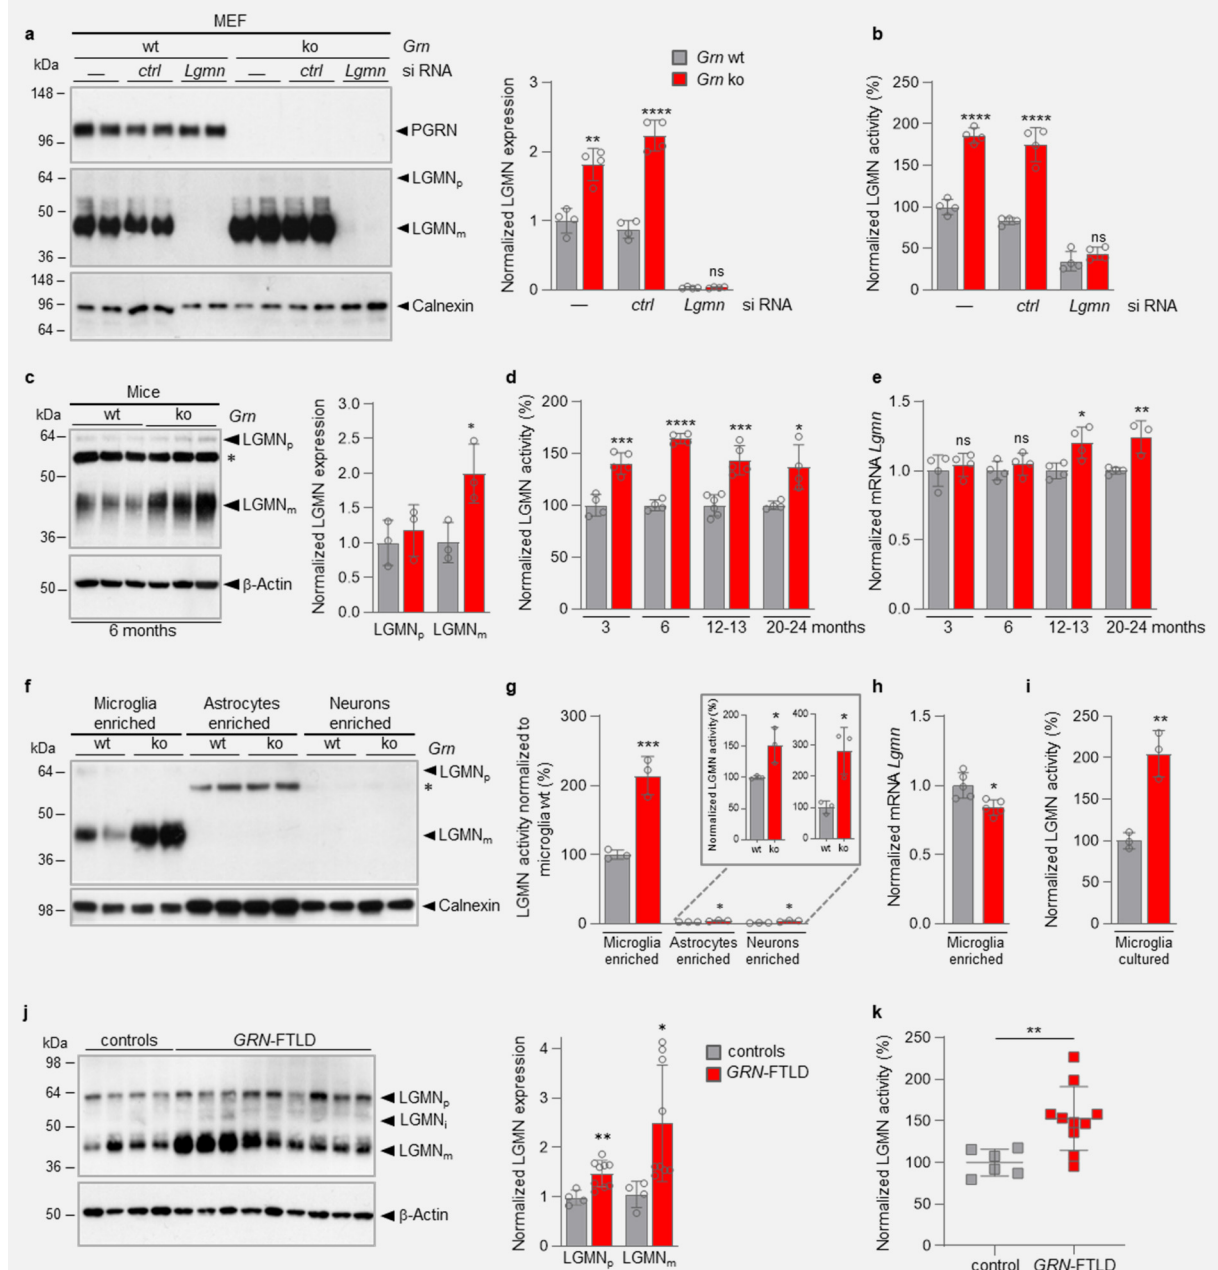 a
MEF
wt ko Grn
kDa
— ctrl Lgmn — ctrl Lgmn si RNA
148
96
PGRN
64
50
36
LGMNp
LGMNm
148
96
64
Calnexin
Grn wt
Grn ko
Normalized LGMN expression
3
2
1
0
** **** ns
— ctrl Lgmn si RNA
b
Normalized LGMN activity (%)
250
200
150
100
50
0
**** **** ns
— ctrl Lgmn si RNA
c
Mice
kDa wt ko Grn
64
50
36
LGMNp
*
LGMNm
50
β-Actin
6 months
Normalized LGMN expression
3.0
2.5
2.0
1.5
1.0
0.5
0.0
*
LGMNp LGMNm
d
Normalized LGMN activity (%)
200
150
100
50
0
*** **** *** *
3 6 12-13 20-24 months
e
Normalized mRNA Lgmn
1.5
1.0
0.5
0.0
ns ns * **
3 6 12-13 20-24 months
f
Microglia enriched Astrocytes enriched Neurons enriched
kDa wt ko wt ko wt ko Grn
64
50
36
LGMNp
*
LGMNm
98
Calnexin
g
LGMN activity normalized to
microglia wt (%)
300
200
100
0
*** * *
Microglia enriched Astrocytes enriched Neurons enriched
Normalized LGMN activity (%)
200
150
100
50
0
*
wt ko
400
300
200
100
0
*
wt ko
h
Normalized mRNA Lgmn
1.5
1.0
0.5
0.0
*
Microglia
enriched
i
Normalized LGMN activity (%)
250
200
150
100
50
0
**
Microglia
cultured
j
kDa controls GRN-FTLD
98
64
50
36
LGMNp
LGMNi
LGMNm
50
β-Actin
Normalized LGMN expression
4
3
2
1
0
** *
LGMNp LGMNm
controls
GRN-FTLD
k
Normalized LGMN activity (%)
250
200
150
100
50
0
**
control GRN-FTLD